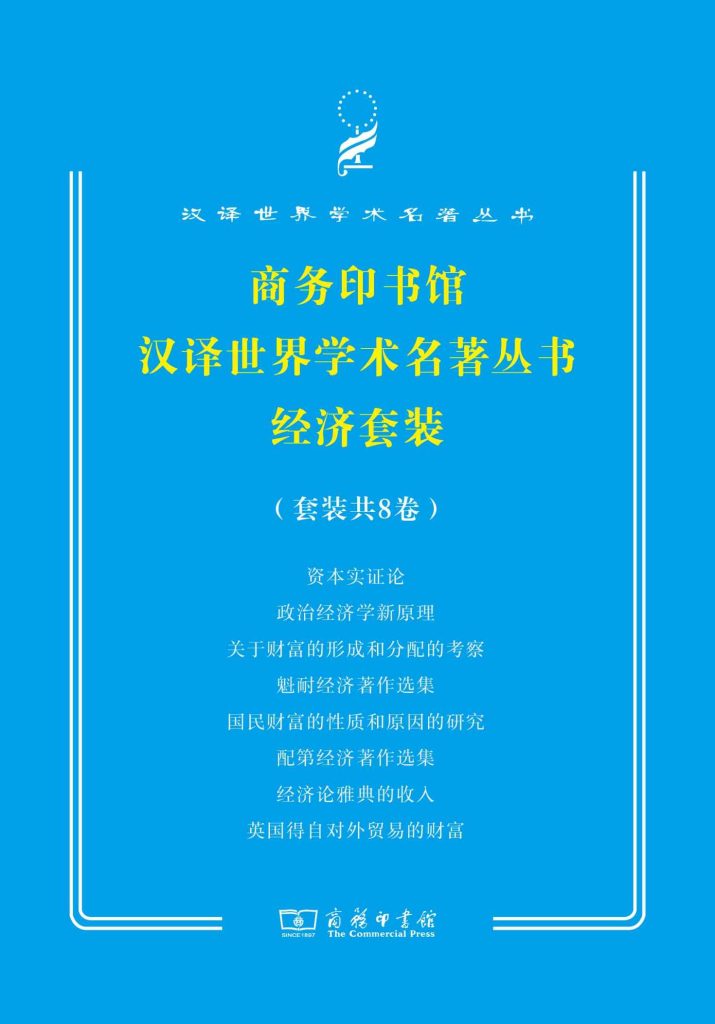 汉译世界学术名著丛书
商务印书馆
汉译世界学术名著丛书
经济套装
（套装共8卷）
资本实证论
政治经济学新原理
关于财富的形成和分配的考察
魁耐经济著作选集
国民财富的性质和原因的研究
配第经济著作选集
经济论雅典的收入
英国得自对外贸易的财富
商務印書館
SINCE1897
The Commercial Press